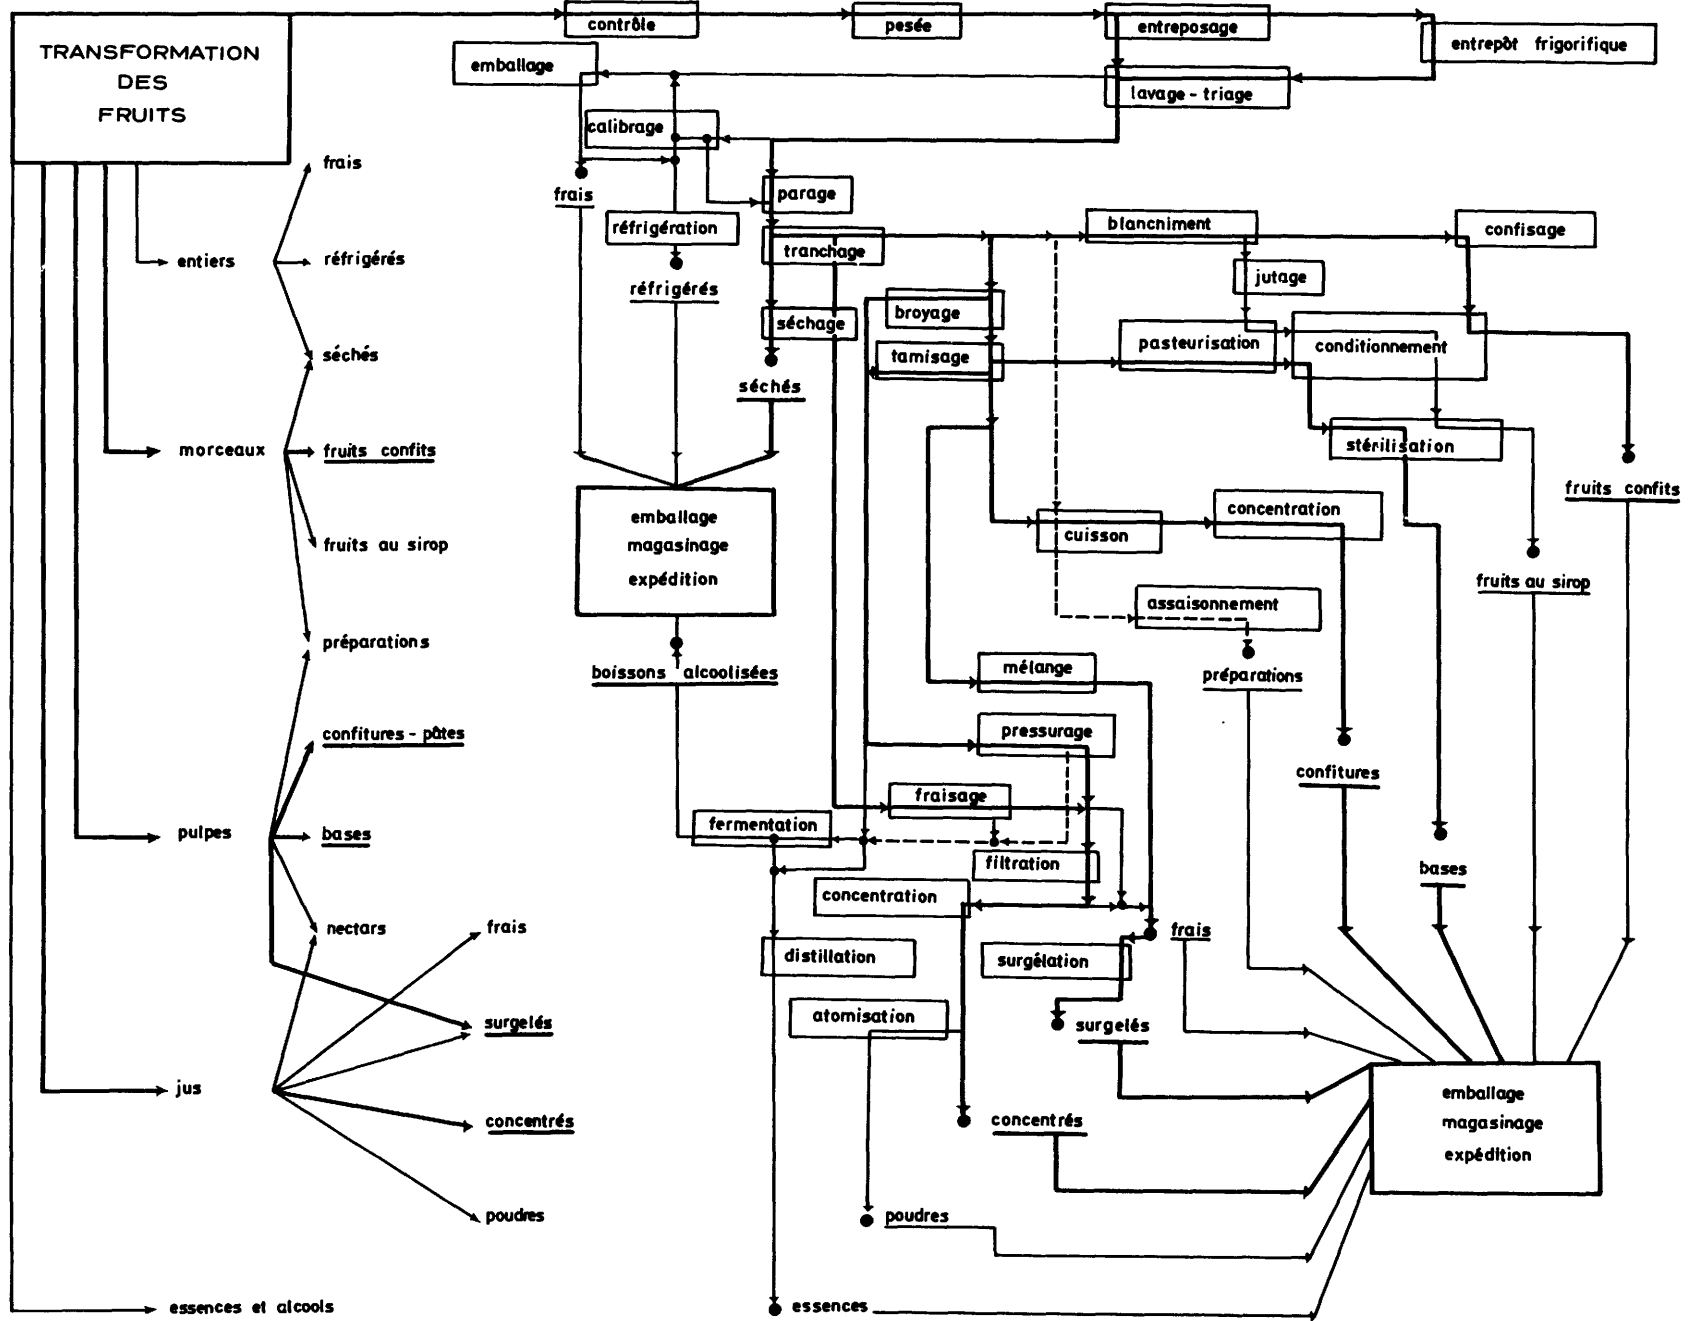 TRANSFORMATION
DES
FRUITS
contrôle
pesée
entreposage
entrepôt frigorifique
emballage
lavage - triage
calibrage
frais
frais
parage
réfrigération
entiers
réfrigérés
tranchage
blancniment
confisage
réfrigérés
jutage
broyage
séchage
séchés
tamisage
pasteurisation
conditionnement
séchés
morceaux
fruits confits
stérilisation
fruits confits
emballage
magasinage
expédition
concentration
cuisson
fruits au sirop
fruits au sirop
assaisonnement
préparations
boissons alcoolisées
mélange
préparations
confitures - pâtes
pressurage
confitures
fraisage
pulpes
bases
fermentation
filtration
bases
concentration
nectars
frais
frais
distillation
surgélation
atomisation
surgelés
surgelés
jus
concentrés
concentrés
emballage
magasinage
expédition
poudres
poudres
essences et alcools
essences